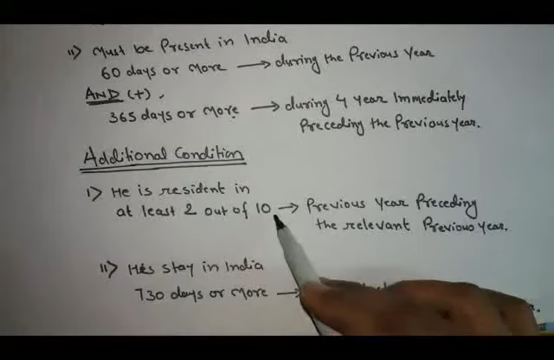 ii) Must be Present in India
60 days or More → during the Previous Year
AND (+).
365 days or More → during 4 year Immediately
Preceding the Previous Year.
Additional Condition
i) He is resident in
at least 2 out of 10 → Previous Year Preceding
the relevant Previous Year.
ii) His stay in India
730 days or More →